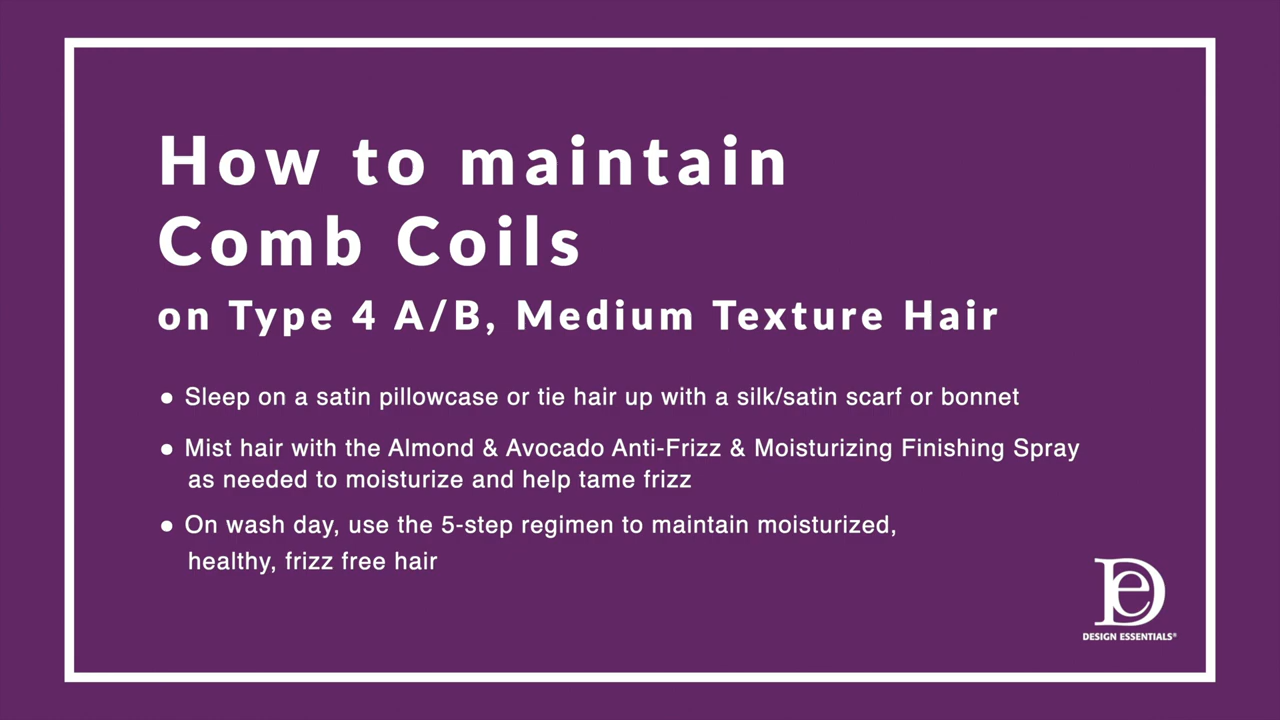 How to maintain
Comb Coils
on Type 4 A/B, Medium Texture Hair
● Sleep on a satin pillowcase or tie hair up with a silk/satin scarf or bonnet
● Mist hair with the Almond & Avocado Anti-Frizz & Moisturizing Finishing Spray
as needed to moisturize and help tame frizz
● On wash day, use the 5-step regimen to maintain moisturized,
healthy, frizz free hair
DE
DESIGN ESSENTIALS®